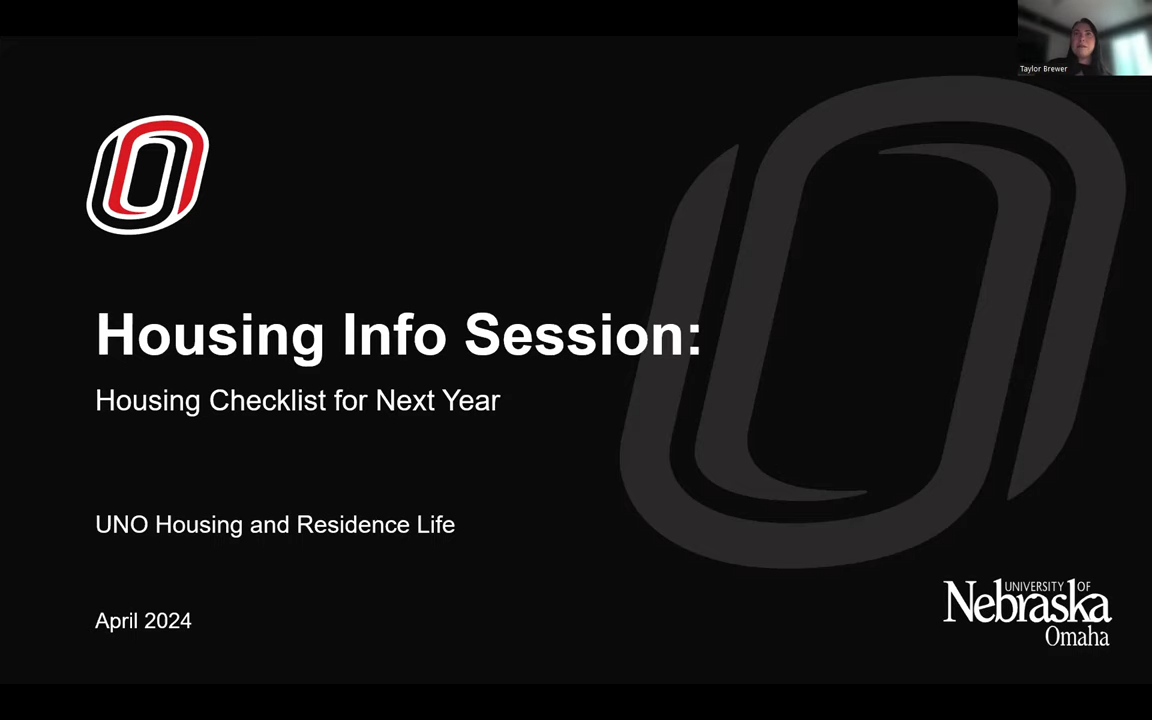 Taylor Brewer
Housing Info Session:
Housing Checklist for Next Year
UNO Housing and Residence Life
April 2024
UNIVERSITY OF
Nebraska
Omaha